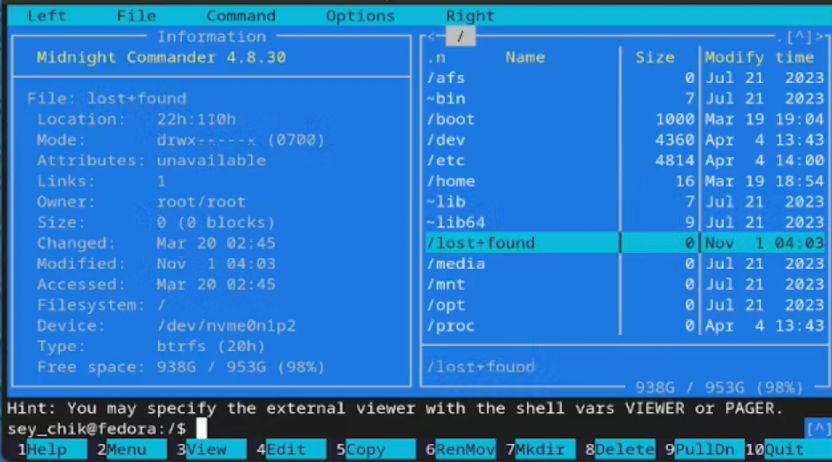 Left File Command Options Right
Information
Midnight Commander 4.8.30
File: lost+found
Location: 22h:110h
Mode: drwx------ (0700)
Attributes: unavailable
Links: 1
Owner: root/root
Size: 0 (0 blocks)
Changed: Mar 20 02:45
Modified: Nov 1 04:03
Accessed: Mar 20 02:45
Filesystem: /
Device: /dev/nvme0n1p2
Type: btrfs (20h)
Free space: 938G / 953G (98%)
<- / .[^]>
.n Name Size Modify time
/afs 0 Jul 21 2023
~bin 7 Jul 21 2023
/boot 1000 Mar 19 19:04
/dev 4360 Apr 4 13:43
/etc 4814 Apr 4 14:00
/home 16 Mar 19 18:54
~lib 7 Jul 21 2023
~lib64 9 Jul 21 2023
/lost+found 0 Nov 1 04:03
/media 0 Jul 21 2023
/mnt 0 Jul 21 2023
/opt 0 Jul 21 2023
/proc 0 Apr 4 13:43
/lost+found
938G / 953G (98%)
Hint: You may specify the external viewer with the shell vars VIEWER or PAGER.
sey_chik@fedora:/$ [^]
1Help 2Menu 3View 4Edit 5Copy 6RenMov 7Mkdir 8Delete 9PullDn 10Quit